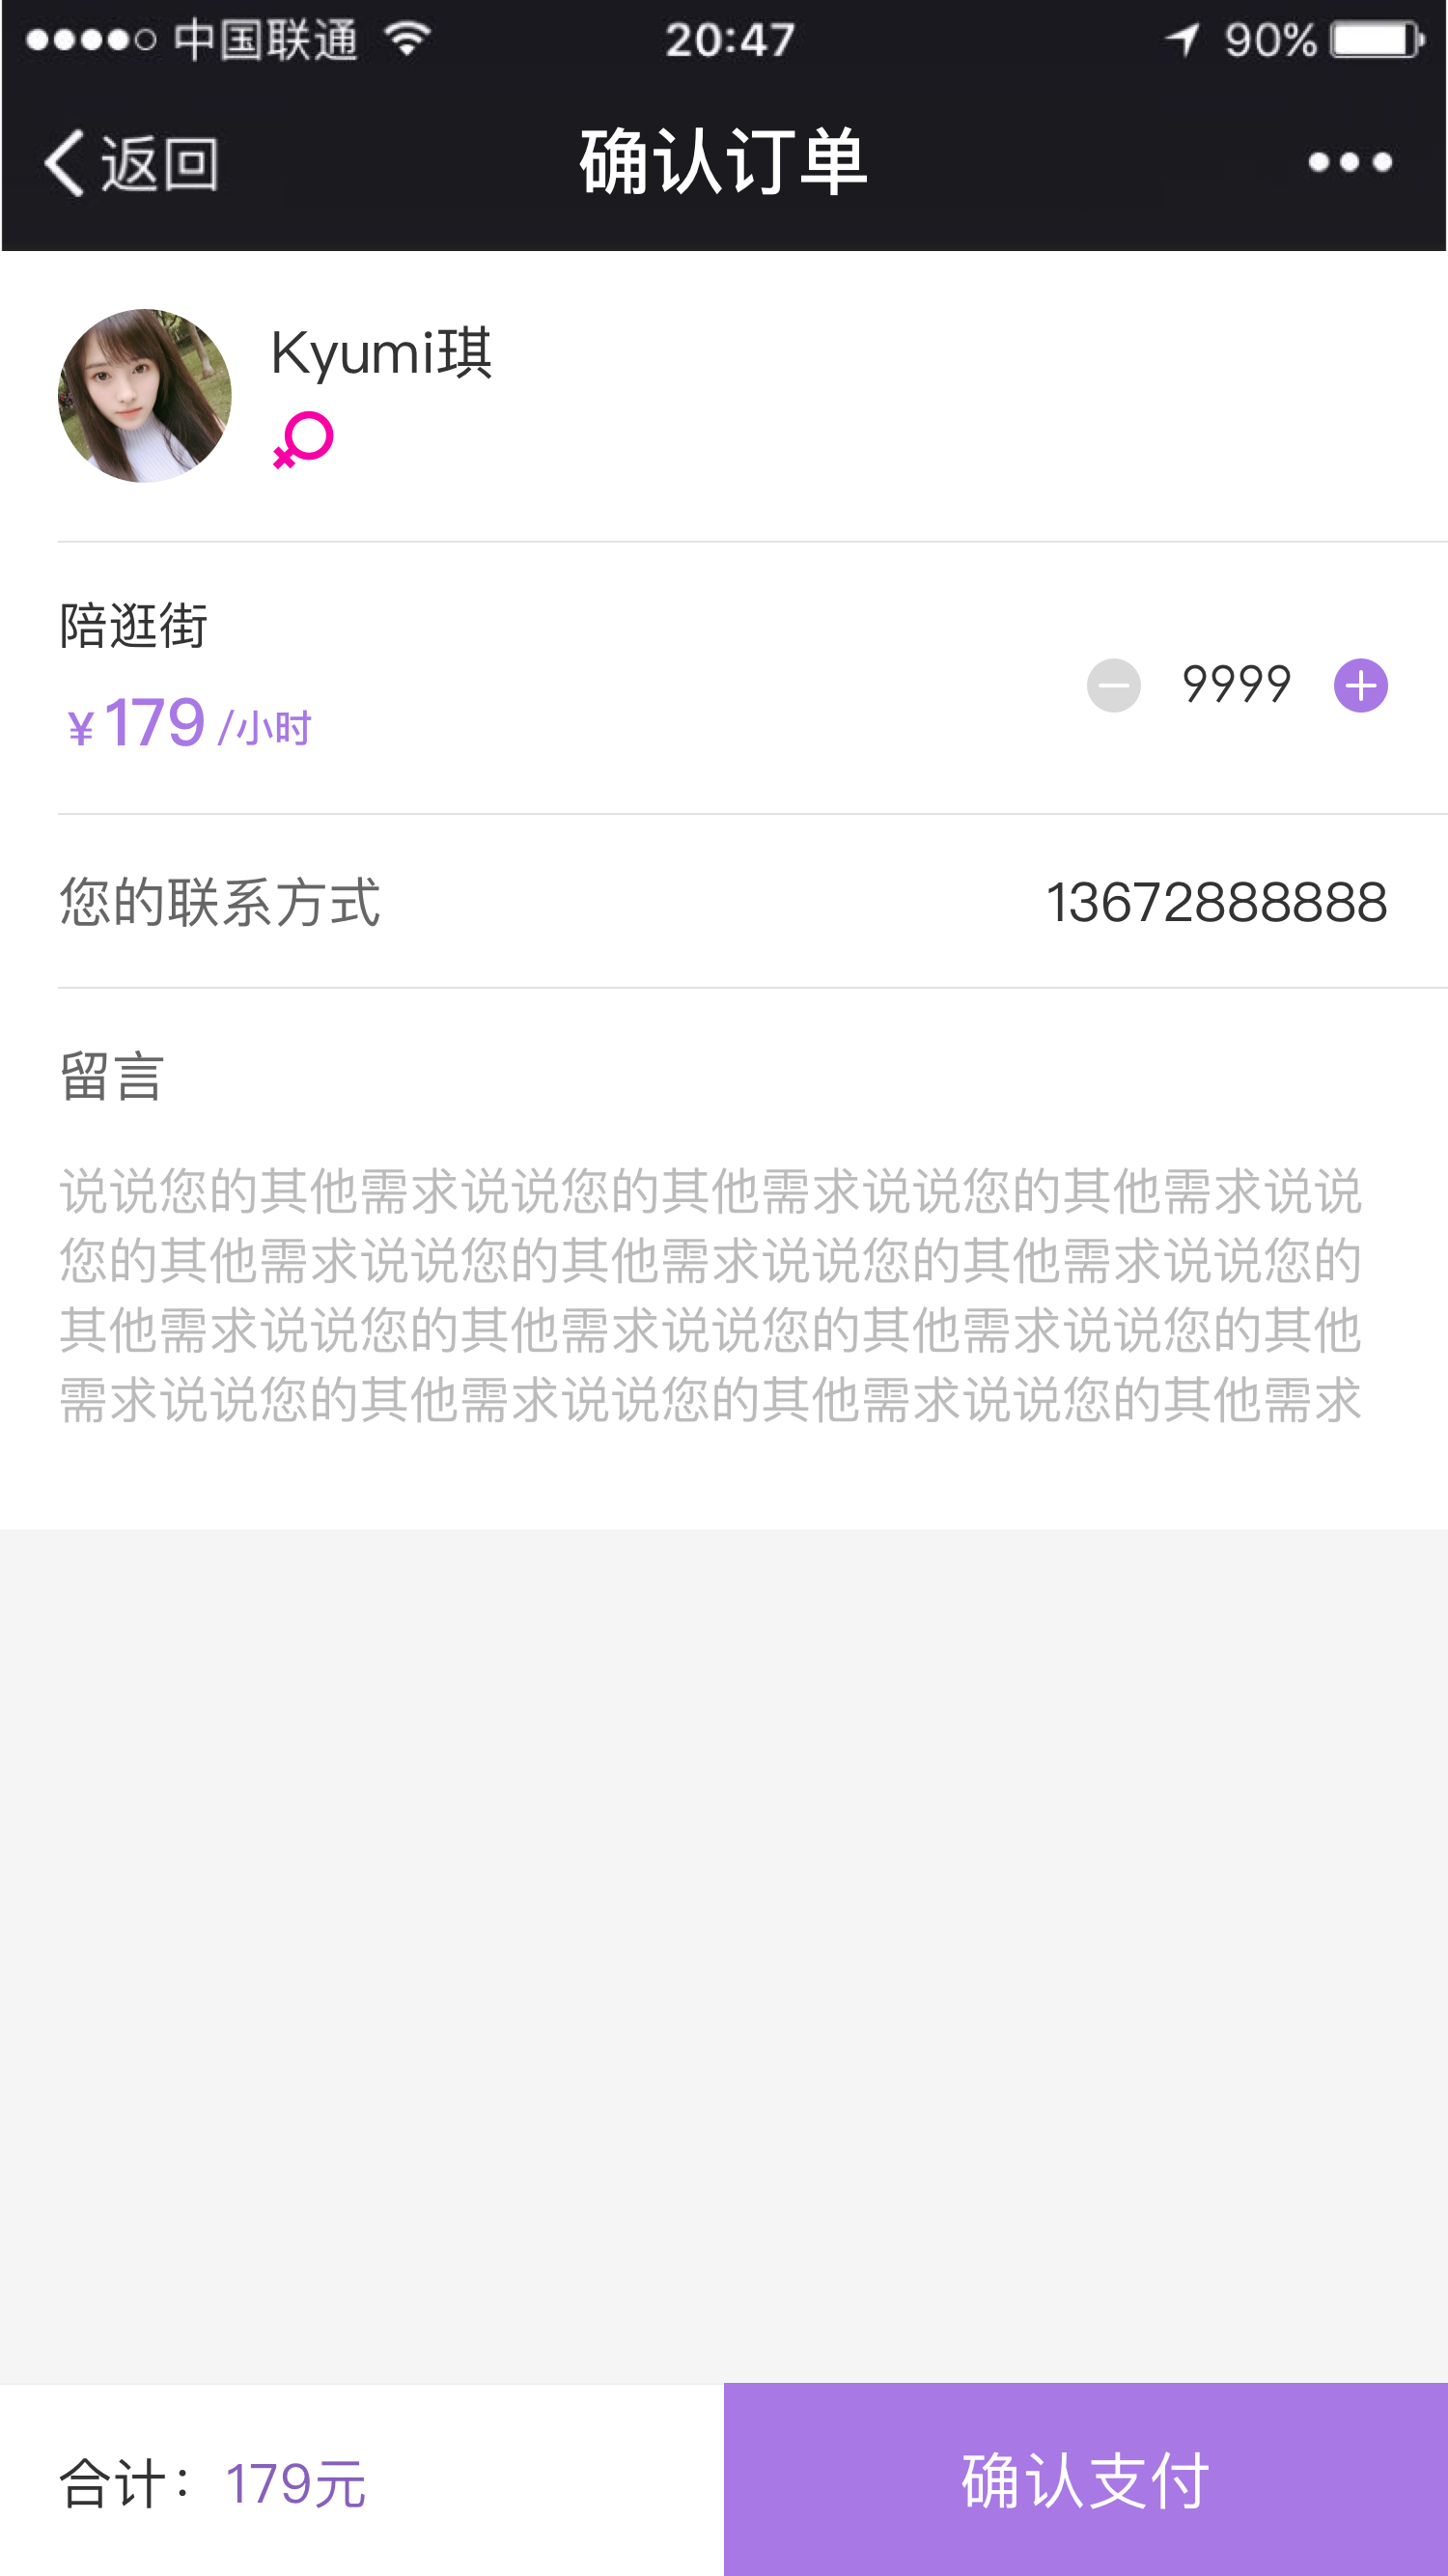 中国联通 20:47 90%
返回 确认订单
Kyumi琪
陪逛街
¥179/小时 9999
您的联系方式 13672888888
留言
说说您的其他需求说说您的其他需求说说您的其他需求说说
您的其他需求说说您的其他需求说说您的其他需求说说您的
其他需求说说您的其他需求说说您的其他需求说说您的其他
需求说说您的其他需求说说您的其他需求说说您的其他需求
合计：179元 确认支付